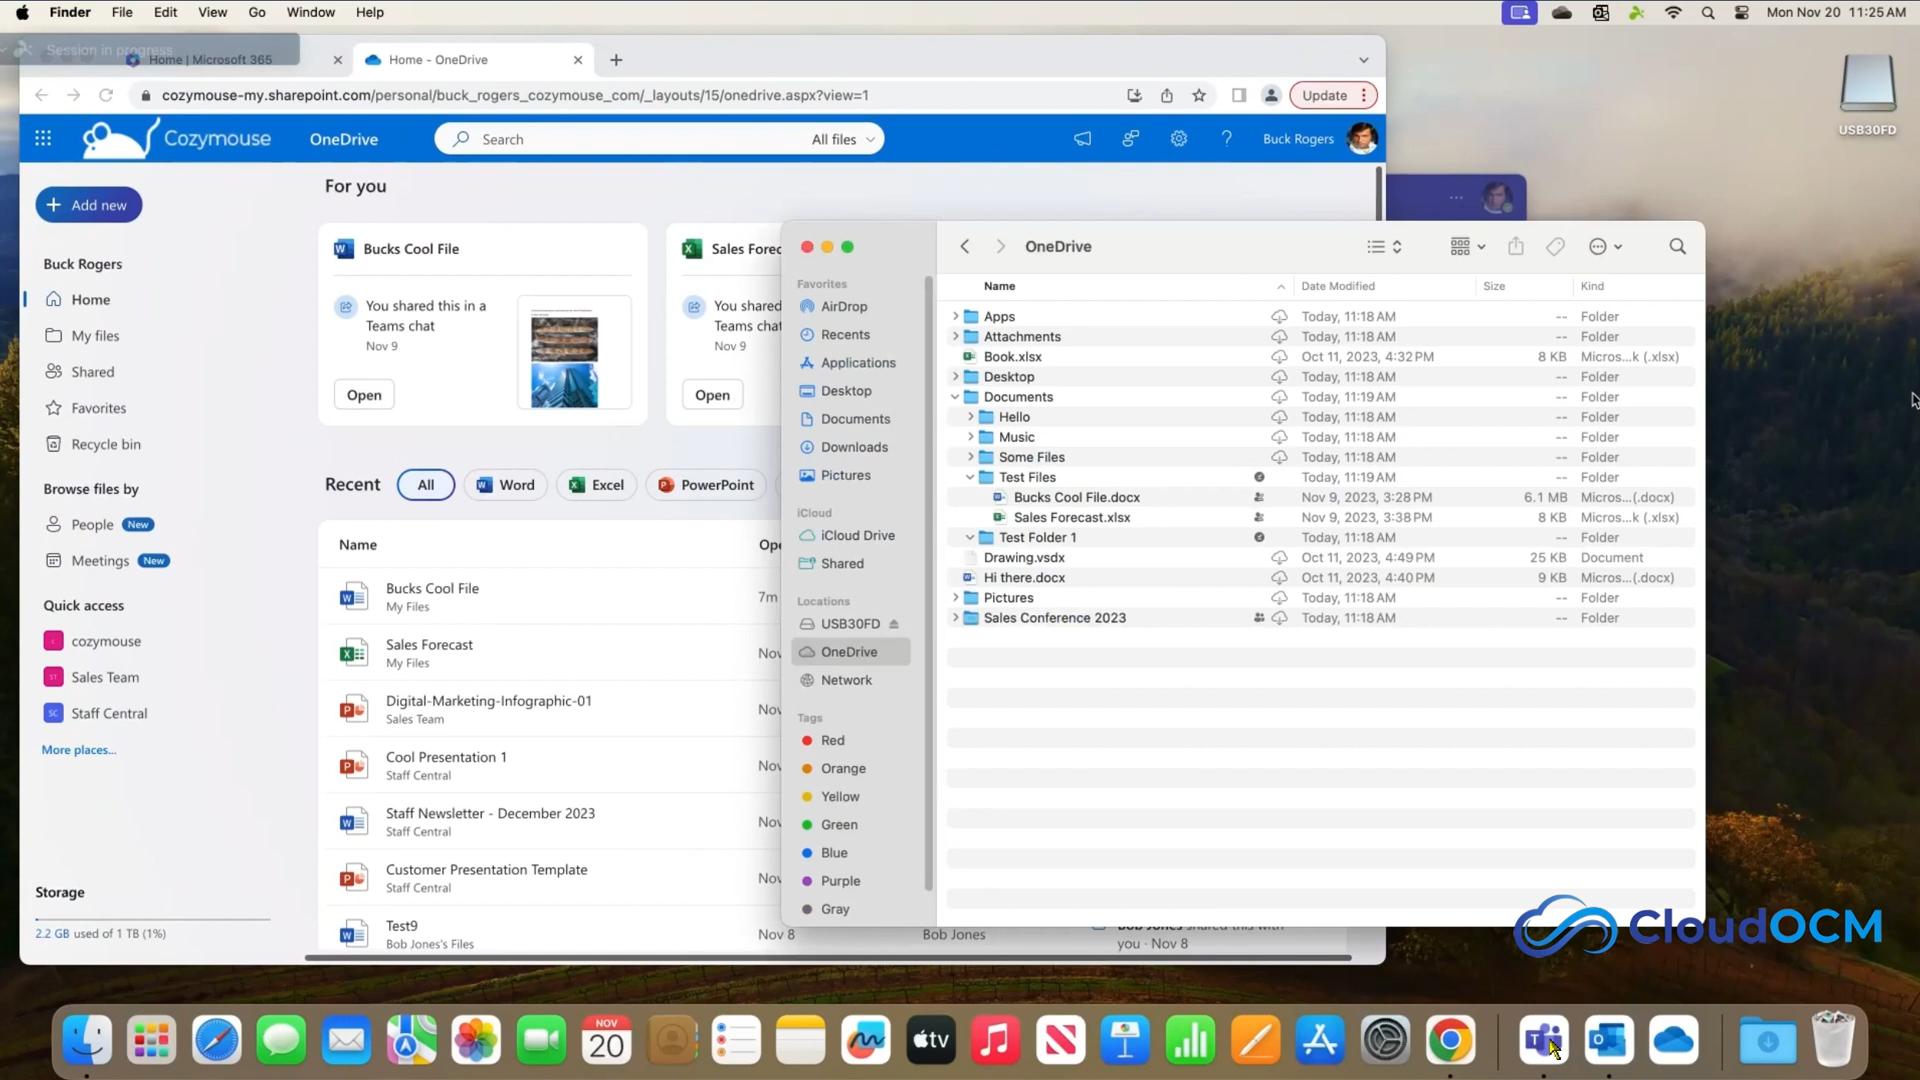 Finder File Edit View Go Window Help
Mon Nov 20 11:25 AM
Session in progress
Home | Microsoft 365
Home - OneDrive
cozymouse-my.sharepoint.com/personal/buck_rogers_cozymouse_com/_layouts/15/onedrive.aspx?view=1
Update
USB30FD
Cozymouse
OneDrive
Search
All files
Buck Rogers
Add new
Buck Rogers
Home
My files
Shared
Favorites
Recycle bin
Browse files by
People New
Meetings New
Quick access
cozymouse
Sales Team
Staff Central
More places...
Storage
2.2 GB used of 1 TB (1%)
For you
Bucks Cool File
You shared this in a
Teams chat
Nov 9
Open
Sales Forec
You shared
Teams chat
Nov 9
Open
Recent All Word Excel PowerPoint
Name
Ope
Bucks Cool File
My Files
7m
Sales Forecast
My Files
Nov
Digital-Marketing-Infographic-01
Sales Team
Nov
Cool Presentation 1
Staff Central
Nov
Staff Newsletter - December 2023
Staff Central
Nov
Customer Presentation Template
Staff Central
Nov
Test9
Bob Jones's Files
Nov 8
Bob Jones
Bob Jones shared this with
you · Nov 8
Favorites
AirDrop
Recents
Applications
Desktop
Documents
Downloads
Pictures
iCloud
iCloud Drive
Shared
Locations
USB30FD
OneDrive
Network
Tags
Red
Orange
Yellow
Green
Blue
Purple
Gray
OneDrive
Name Date Modified Size Kind
Apps Today, 11:18 AM -- Folder
Attachments Today, 11:18 AM -- Folder
Book.xlsx Oct 11, 2023, 4:32 PM 8 KB Micros...k (.xlsx)
Desktop Today, 11:18 AM -- Folder
Documents Today, 11:19 AM -- Folder
Hello Today, 11:18 AM -- Folder
Music Today, 11:18 AM -- Folder
Some Files Today, 11:18 AM -- Folder
Test Files Today, 11:19 AM -- Folder
Bucks Cool File.docx Nov 9, 2023, 3:28 PM 6.1 MB Micros...(.docx)
Sales Forecast.xlsx Nov 9, 2023, 3:38 PM 8 KB Micros...k (.xlsx)
Test Folder 1 Today, 11:18 AM -- Folder
Drawing.vsdx Oct 11, 2023, 4:49 PM 25 KB Document
Hi there.docx Oct 11, 2023, 4:40 PM 9 KB Micros...(.docx)
Pictures Today, 11:18 AM -- Folder
Sales Conference 2023 Today, 11:18 AM -- Folder
CloudOCM
NOV
20
tv